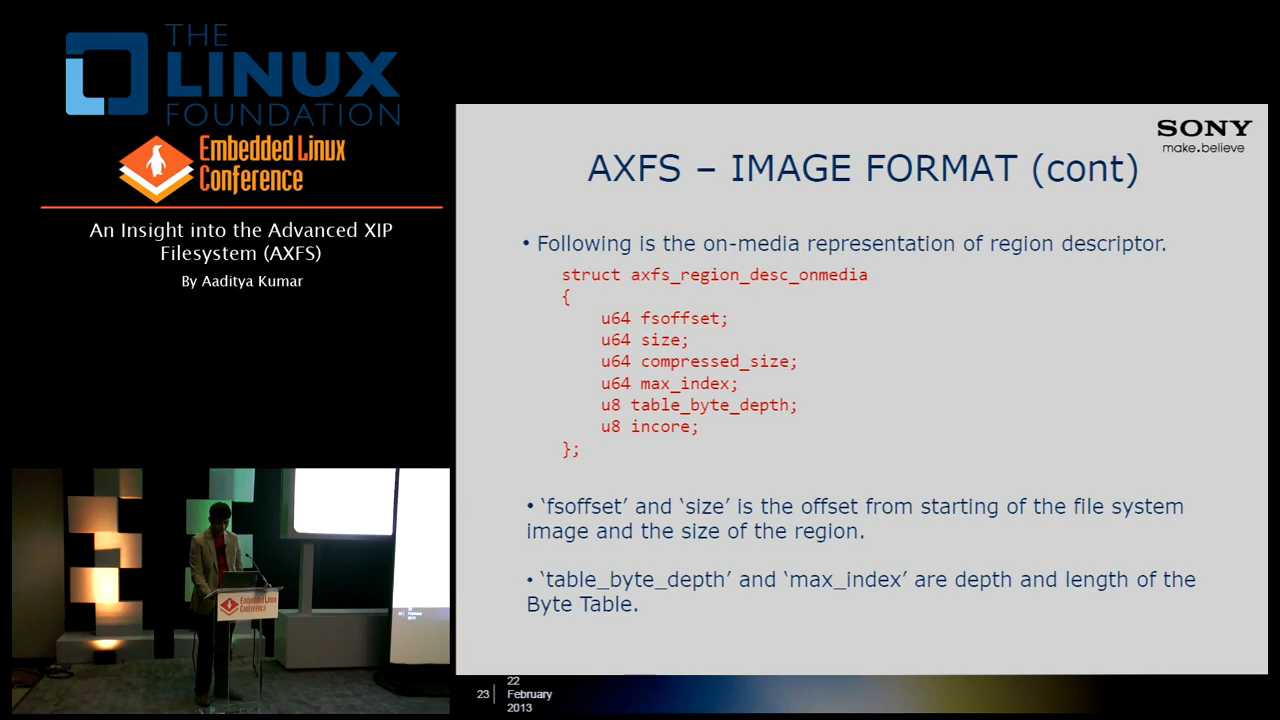 THE
LINUX
FOUNDATION
Embedded Linux
Conference
An Insight into the Advanced XIP
Filesystem (AXFS)
By Aaditya Kumar
SONY
make.believe
AXFS – IMAGE FORMAT (cont)
• Following is the on-media representation of region descriptor.
struct axfs_region_desc_onmedia
{
u64 fsoffset;
u64 size;
u64 compressed_size;
u64 max_index;
u8 table_byte_depth;
u8 incore;
};
• ‘fsoffset’ and ‘size’ is the offset from starting of the file system
image and the size of the region.
• ‘table_byte_depth’ and ‘max_index’ are depth and length of the
Byte Table.
23
22
February
2013
Embedded Linux
Conference